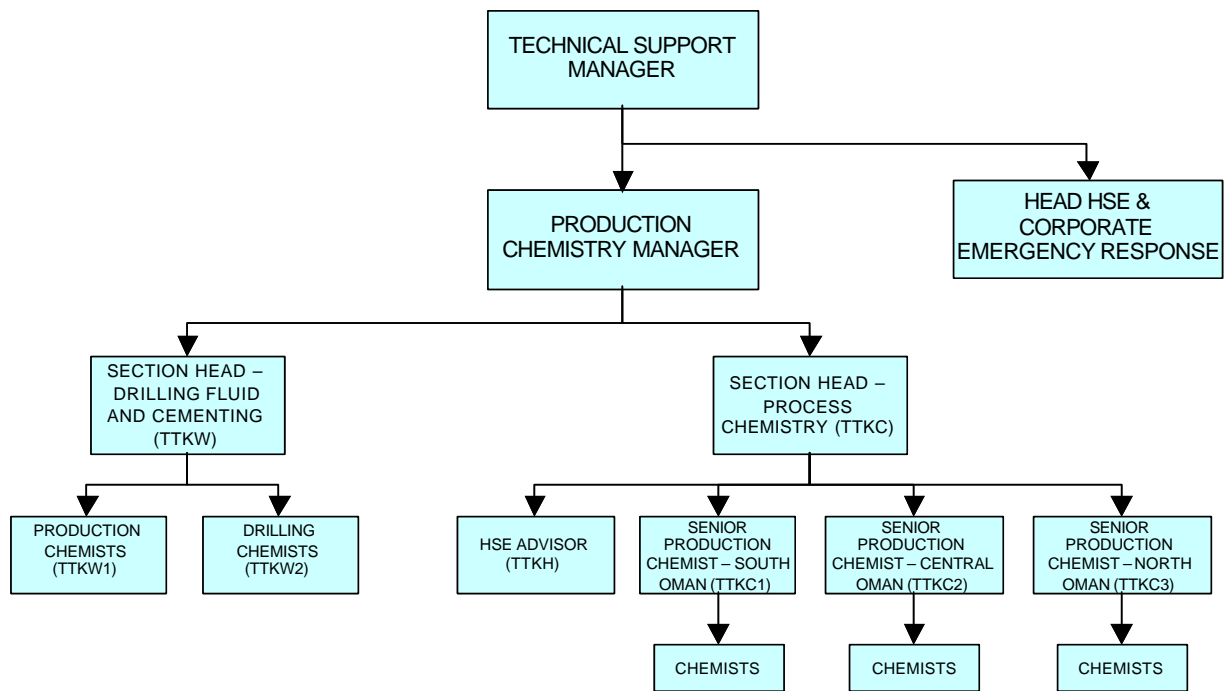 TECHNICAL SUPPORT
MANAGER
PRODUCTION
CHEMISTRY MANAGER
HEAD HSE &
CORPORATE
EMERGENCY RESPONSE
SECTION HEAD –
DRILLING FLUID
AND CEMENTING
(TTKW)
SECTION HEAD –
PROCESS
CHEMISTRY (TTKC)
PRODUCTION
CHEMISTS
(TTKW1)
DRILLING
CHEMISTS
(TTKW2)
HSE ADVISOR
(TTKH)
SENIOR
PRODUCTION
CHEMIST – SOUTH
OMAN (TTKC1)
SENIOR
PRODUCTION
CHEMIST – CENTRAL
OMAN (TTKC2)
SENIOR
PRODUCTION
CHEMIST – NORTH
OMAN (TTKC3)
CHEMISTS
CHEMISTS
CHEMISTS